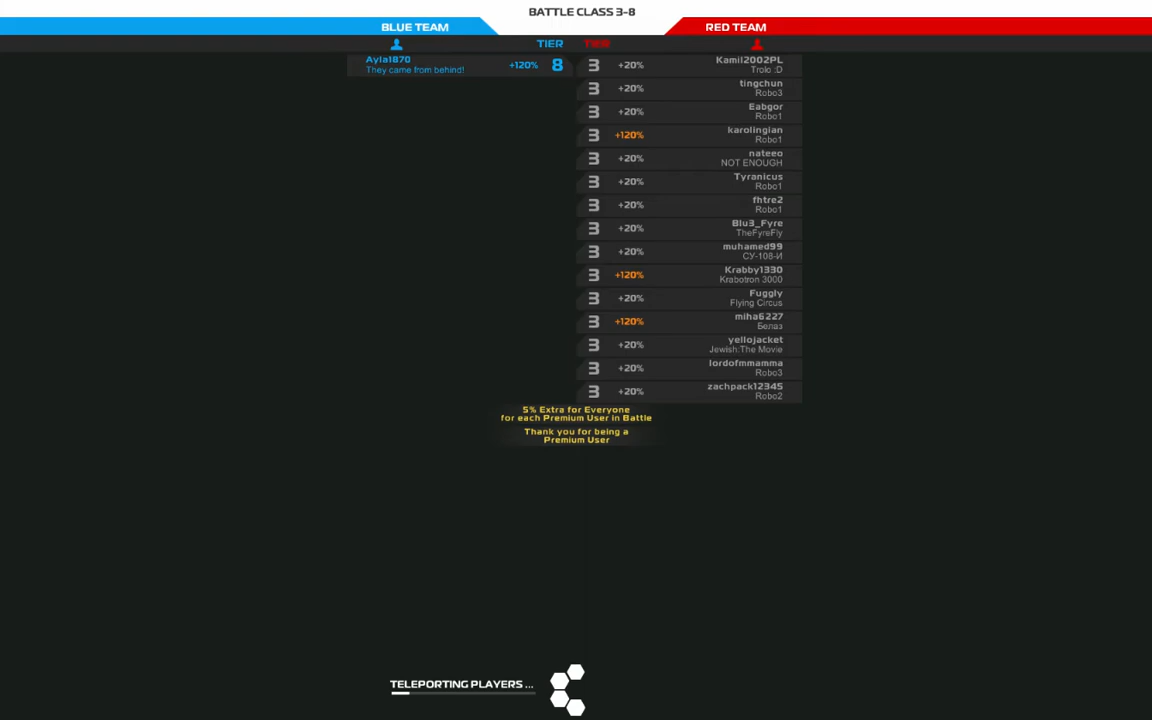 BATTLE CLASS 3-8
BLUE TEAM
RED TEAM
TIER
TIER
Ayla1870
They came from behind!
+120%
8
3 +20% Kamil2002PL
Trolo :D
3 +20% tingchun
Robo3
3 +20% Eabgor
Robo1
3 +120% karolingian
Robo1
3 +20% nateeo
NOT ENOUGH
3 +20% Tyranicus
Robo1
3 +20% fhtre2
Robo1
3 +20% Blu3_Fyre
TheFyreFly
3 +20% muhamed99
СУ-108-И
3 +120% Krabby1330
Krabotron 3000
3 +20% Fuggly
Flying Circus
3 +120% miha6227
Белаз
3 +20% yellojacket
Jewish:The Movie
3 +20% lordofmmamma
Robo3
3 +20% zachpack12345
Robo2
5% Extra for Everyone
for each Premium User in Battle
Thank you for being a
Premium User
TELEPORTING PLAYERS ...